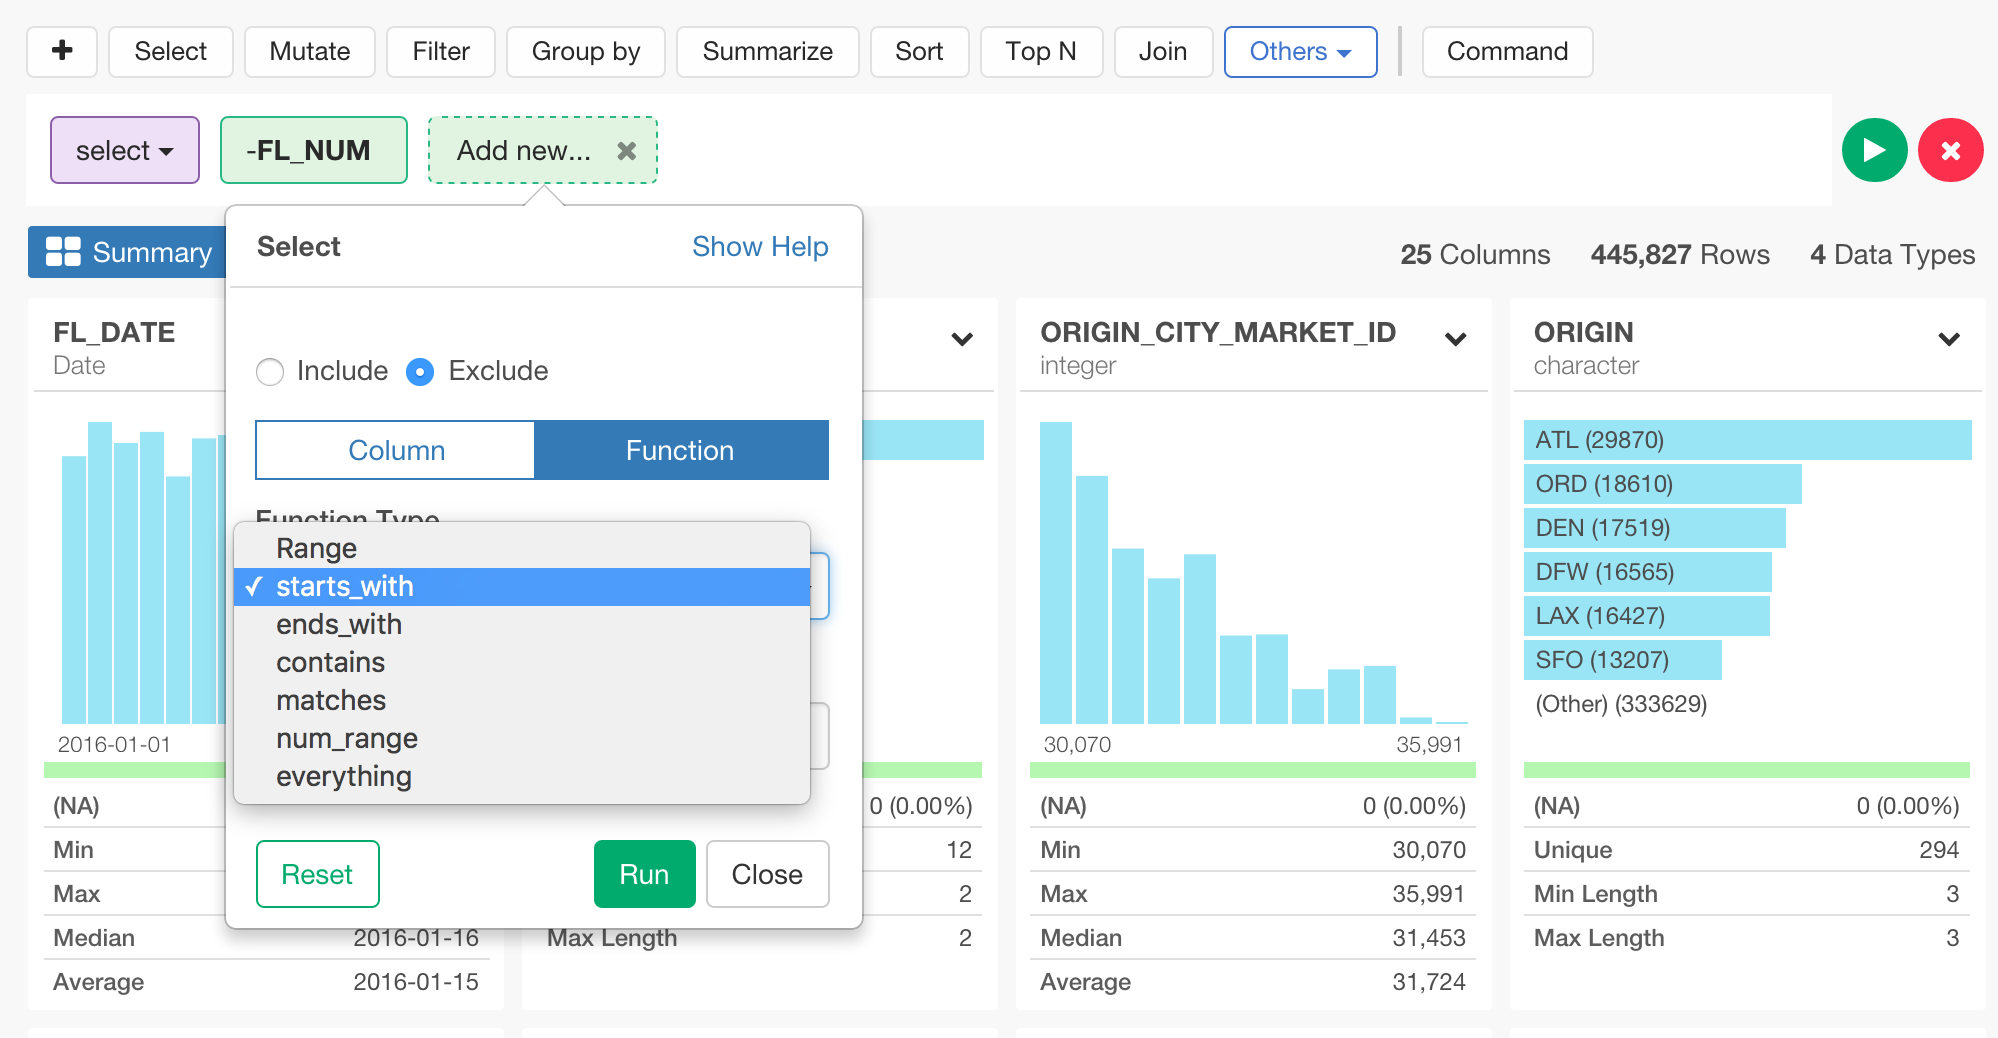 Select Mutate Filter Group by Summarize Sort Top N Join Others Command
select -FL_NUM Add new...
Summary
25 Columns 445,827 Rows 4 Data Types
Select Show Help
Include Exclude
Column Function
Function Type
Range
starts_with
ends_with
contains
matches
num_range
everything
Reset Run Close
FL_DATE
Date
2016-01-01
(NA)
Min
Max
Median 2016-01-16
Average 2016-01-15
0 (0.00%)
12
2
Max Length 2
ORIGIN_CITY_MARKET_ID
integer
30,070 35,991
(NA) 0 (0.00%)
Min 30,070
Max 35,991
Median 31,453
Average 31,724
ORIGIN
character
ATL (29870)
ORD (18610)
DEN (17519)
DFW (16565)
LAX (16427)
SFO (13207)
(Other) (333629)
(NA) 0 (0.00%)
Unique 294
Min Length 3
Max Length 3